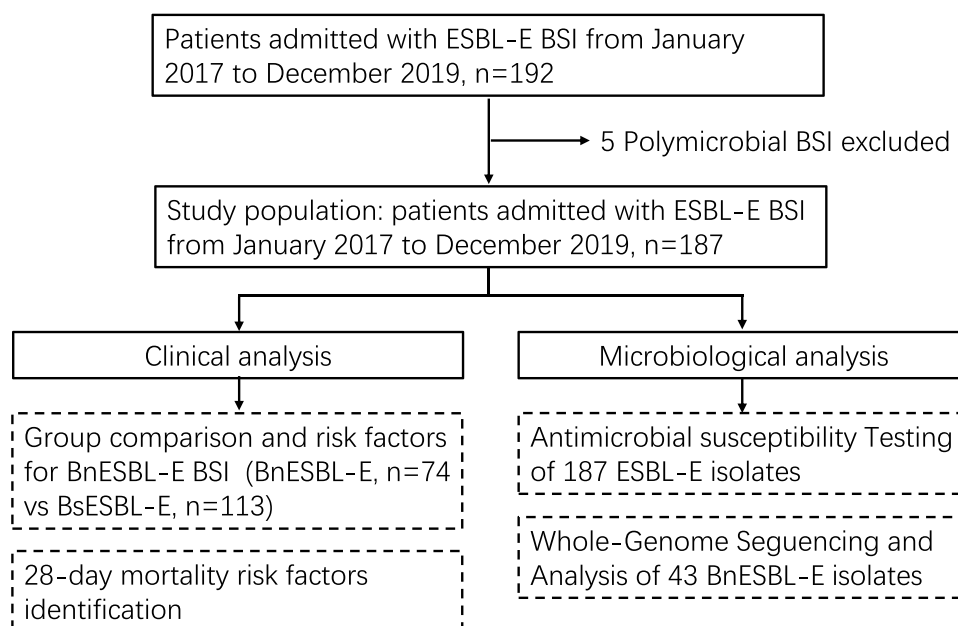 Patients admitted with ESBL-E BSI from January
2017 to December 2019, n=192
5 Polymicrobial BSI excluded
Study population: patients admitted with ESBL-E BSI
from January 2017 to December 2019, n=187
Clinical analysis
Microbiological analysis
Group comparison and risk factors
for BnESBL-E BSI (BnESBL-E, n=74
vs BsESBL-E, n=113)
28-day mortality risk factors
identification
Antimicrobial susceptibility Testing
of 187 ESBL-E isolates
Whole-Genome Seguencing and
Analysis of 43 BnESBL-E isolates